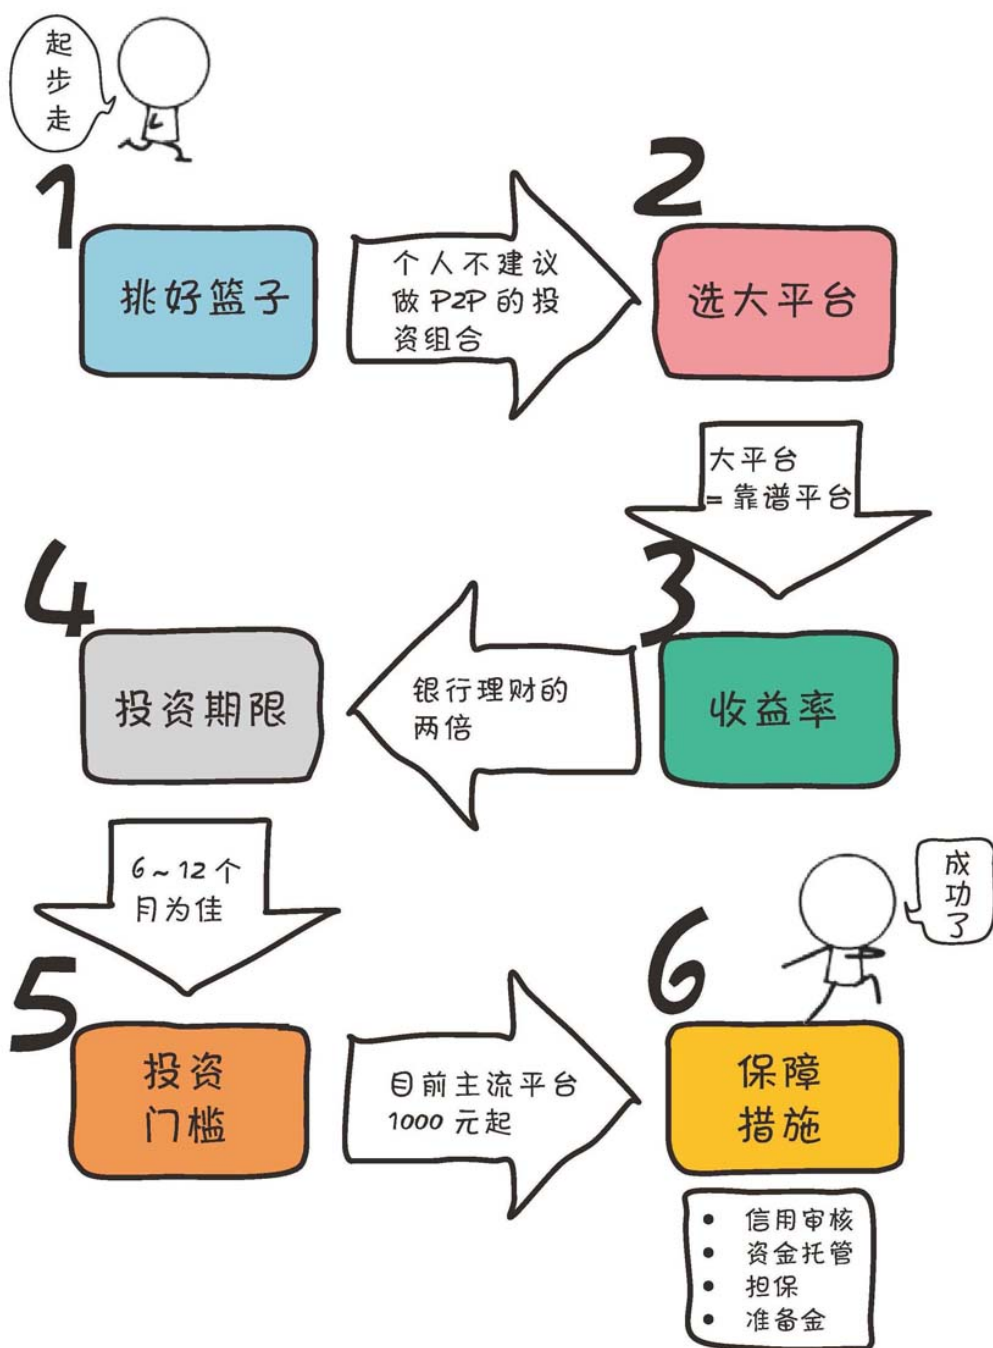 起
步
走
1
挑好篮子
个人不建议
做P2P的投
资组合
2
选大平台
大平台
=靠谱平台
3
收益率
银行理财的
两倍
4
投资期限
6~12个
月为佳
5
投资
门槛
目前主流平台
1000元起
6
保障
措施
成
功
了
• 信用审核
• 资金托管
• 担保
• 准备金